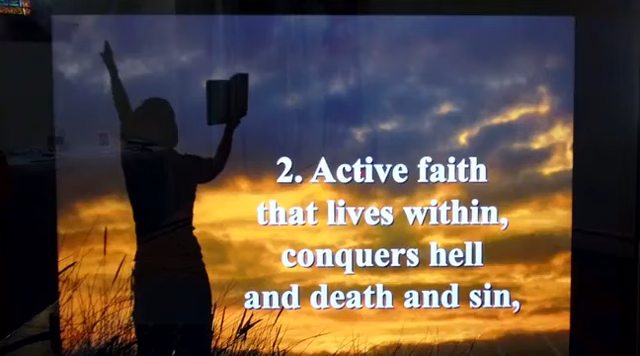 2. Active faith
that lives within,
conquers hell
and death and sin,